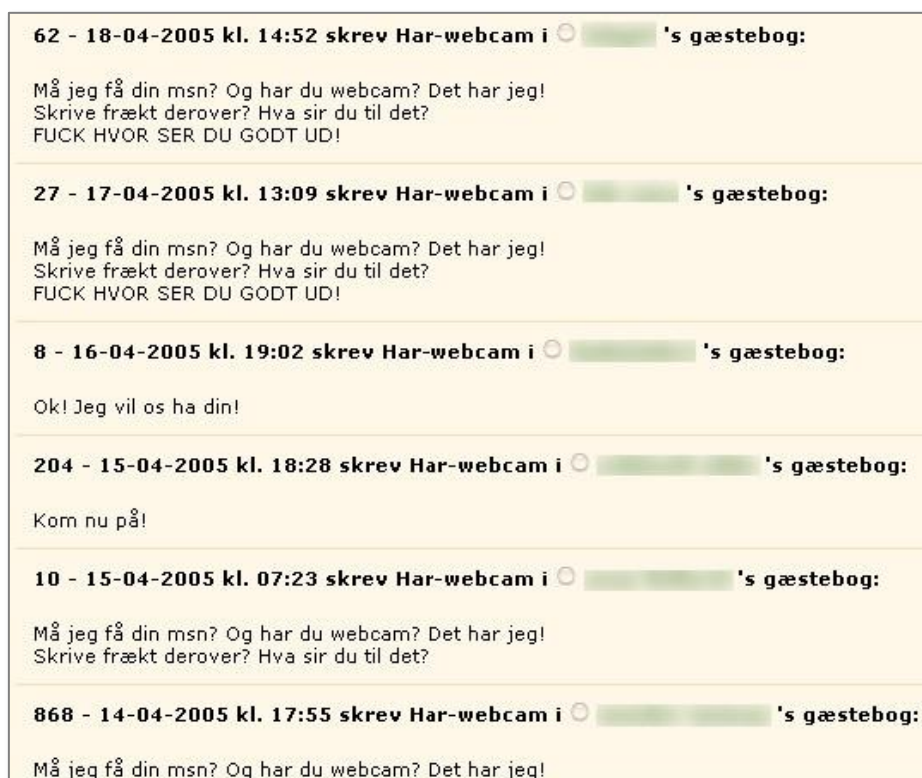 62 - 18-04-2005 kl. 14:52 skrev Har-webcam i 's gæstebog:
Må jeg få din msn? Og har du webcam? Det har jeg!
Skrive frækt derover? Hva sir du til det?
FUCK HVOR SER DU GODT UD!
27 - 17-04-2005 kl. 13:09 skrev Har-webcam i 's gæstebog:
Må jeg få din msn? Og har du webcam? Det har jeg!
Skrive frækt derover? Hva sir du til det?
FUCK HVOR SER DU GODT UD!
8 - 16-04-2005 kl. 19:02 skrev Har-webcam i 's gæstebog:
Ok! Jeg vil os ha din!
204 - 15-04-2005 kl. 18:28 skrev Har-webcam i 's gæstebog:
Kom nu på!
10 - 15-04-2005 kl. 07:23 skrev Har-webcam i 's gæstebog:
Må jeg få din msn? Og har du webcam? Det har jeg!
Skrive frækt derover? Hva sir du til det?
868 - 14-04-2005 kl. 17:55 skrev Har-webcam i 's gæstebog:
Må jeg få din msn? Og har du webcam? Det har jeg!